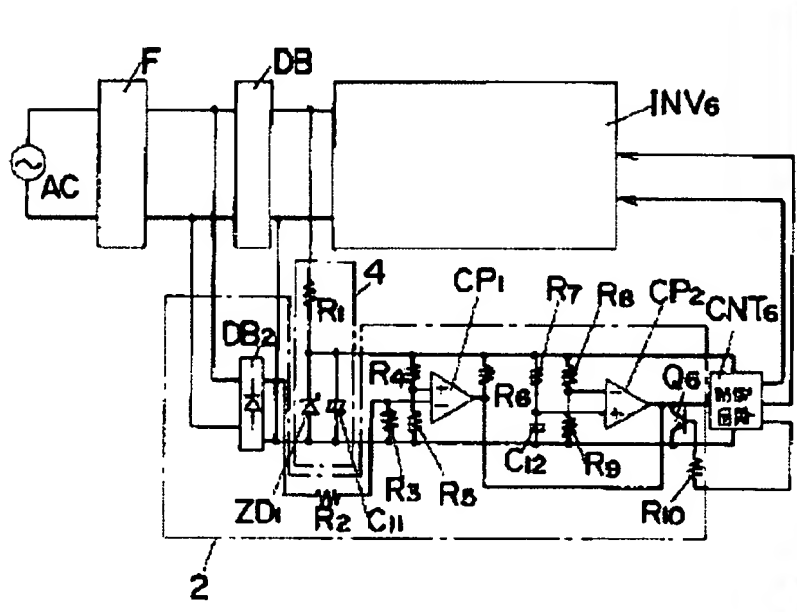 F
DB
INV6
AC
4
CP1
R7
R8
CP2
CNT6
R1
DB2
R4
R6
Q6
C12
R9
R3
R5
R10
ZD1
R2
C11
2